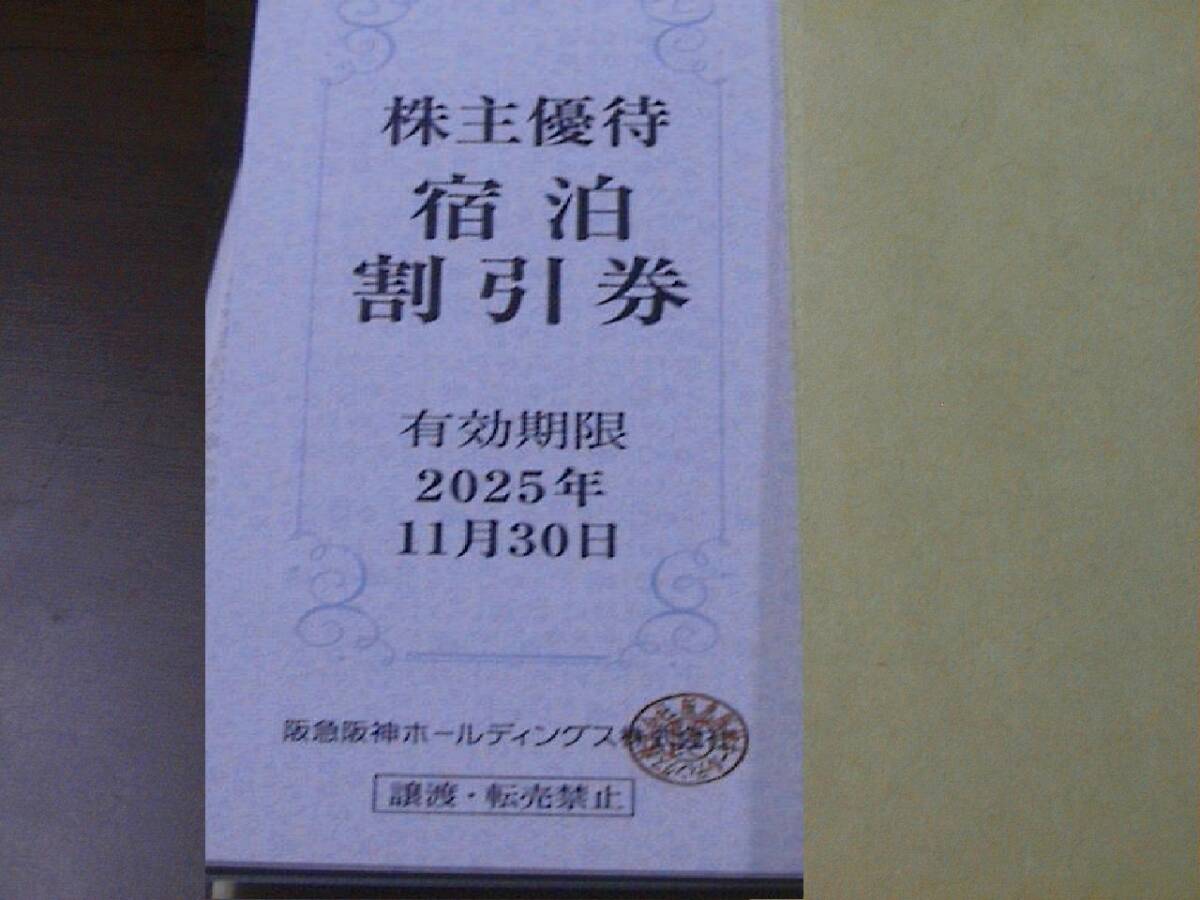 株主優待
宿泊
割引券
有効期限
2025年
11月30日
阪急阪神ホールディングス株式会社
譲渡・転売禁止